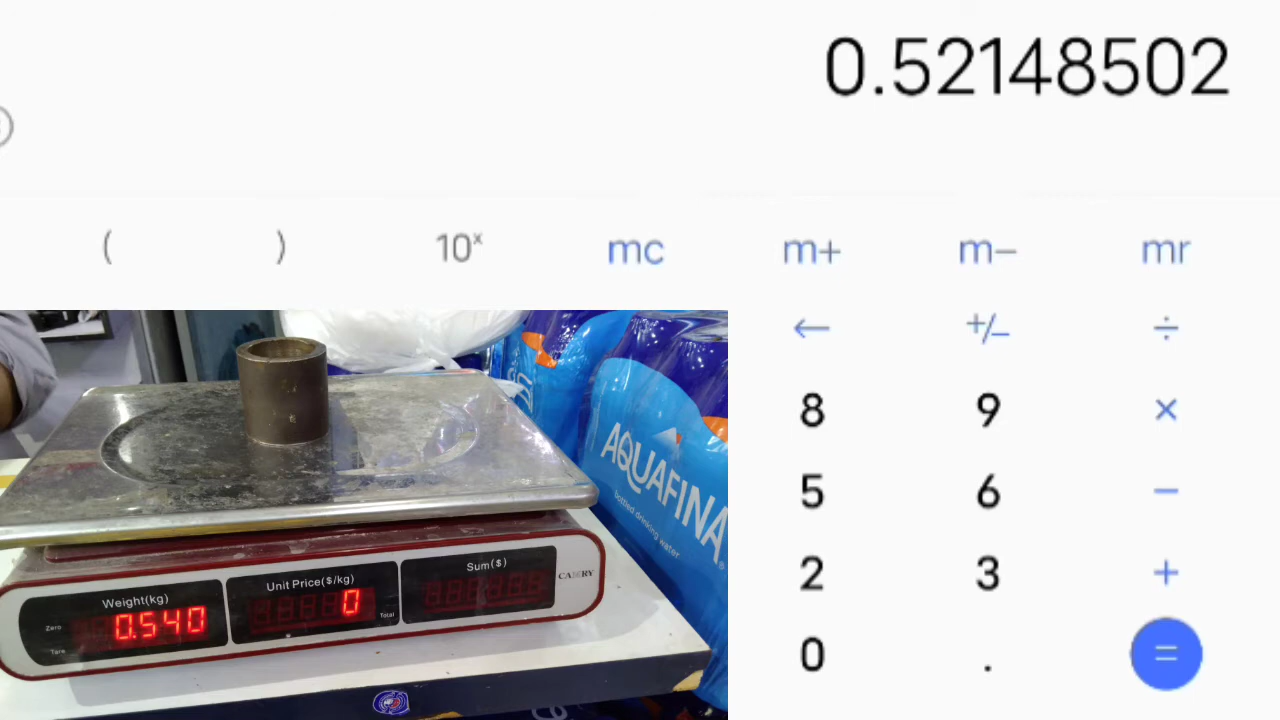 0.52148502
( ) 10ˣ mc m+ m– mr
← +/– ÷
8 9 ×
5 6 –
2 3 +
0 . =
AQUAFINA
bottled drinking water
Weight(kg)
Zero
Tare
0.540
Unit Price($/kg)
0
Total
Sum($)
CAMRY